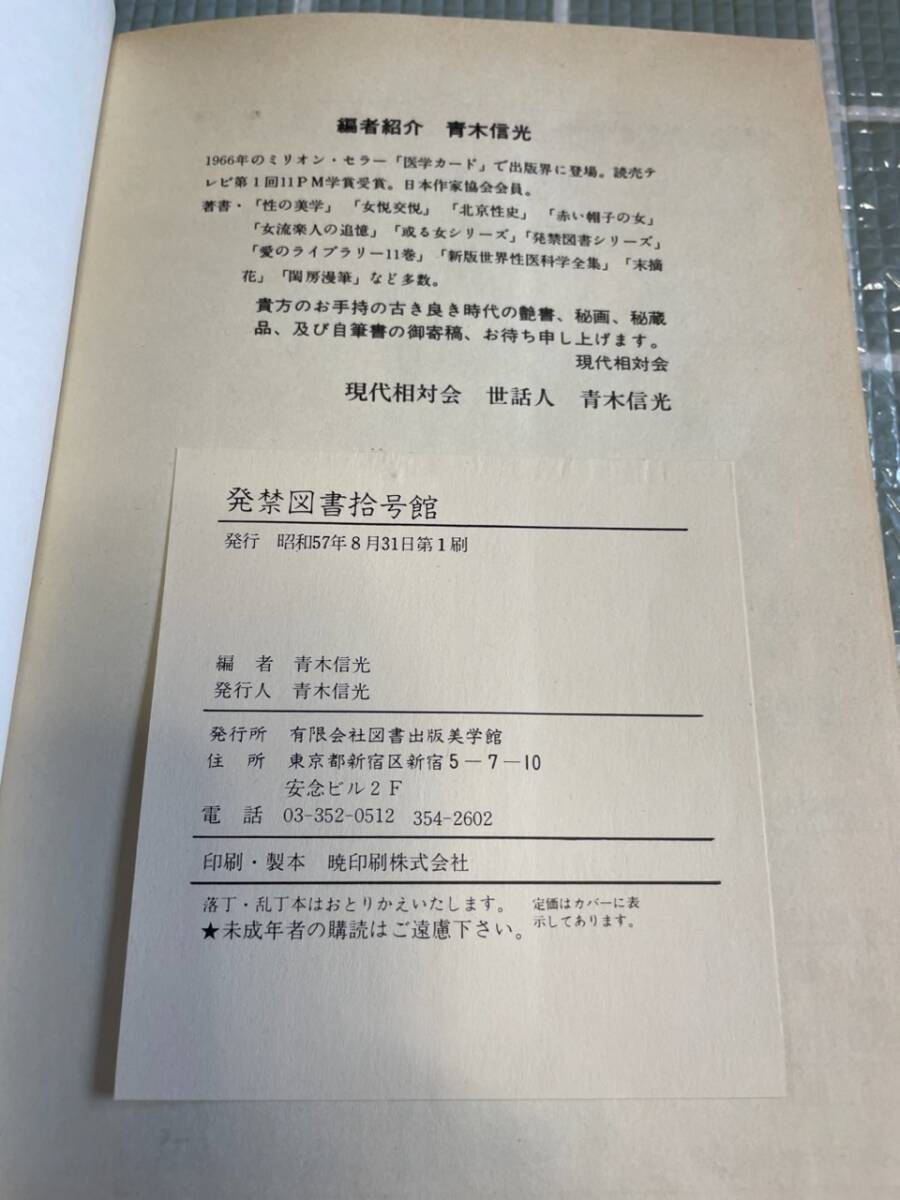 編者紹介 青木信光
1966年のミリオン・セラー「医学カード」で出版界に登場。読売テ
レビ第1回11PM学賞受賞。日本作家協会会員。
著書・「性の美学」「女悦交悦」「北京性史」「赤い帽子の女」
「女流楽人の追憶」「或る女シリーズ」「発禁図書シリーズ」
「愛のライブラリー11巻」「新版世界性医科学全集」「末摘
花」「閨房漫筆」など多数。
貴方のお手持の古き良き時代の艶書、秘画、秘蔵
品、及び自筆書の御寄稿、お待ち申し上げます。
現代相対会
現代相対会 世話人 青木信光
発禁図書拾号館
発行 昭和57年8月31日第1刷
編 者 青木信光
発行人 青木信光
発行所 有限会社図書出版美学館
住 所 東京都新宿区新宿5-7-10
安念ビル2F
電 話 03-352-0512 354-2602
印刷・製本 暁印刷株式会社
落丁・乱丁本はおとりかえいたします。
定価はカバーに表
示してあります。
★未成年者の購読はご遠慮下さい。